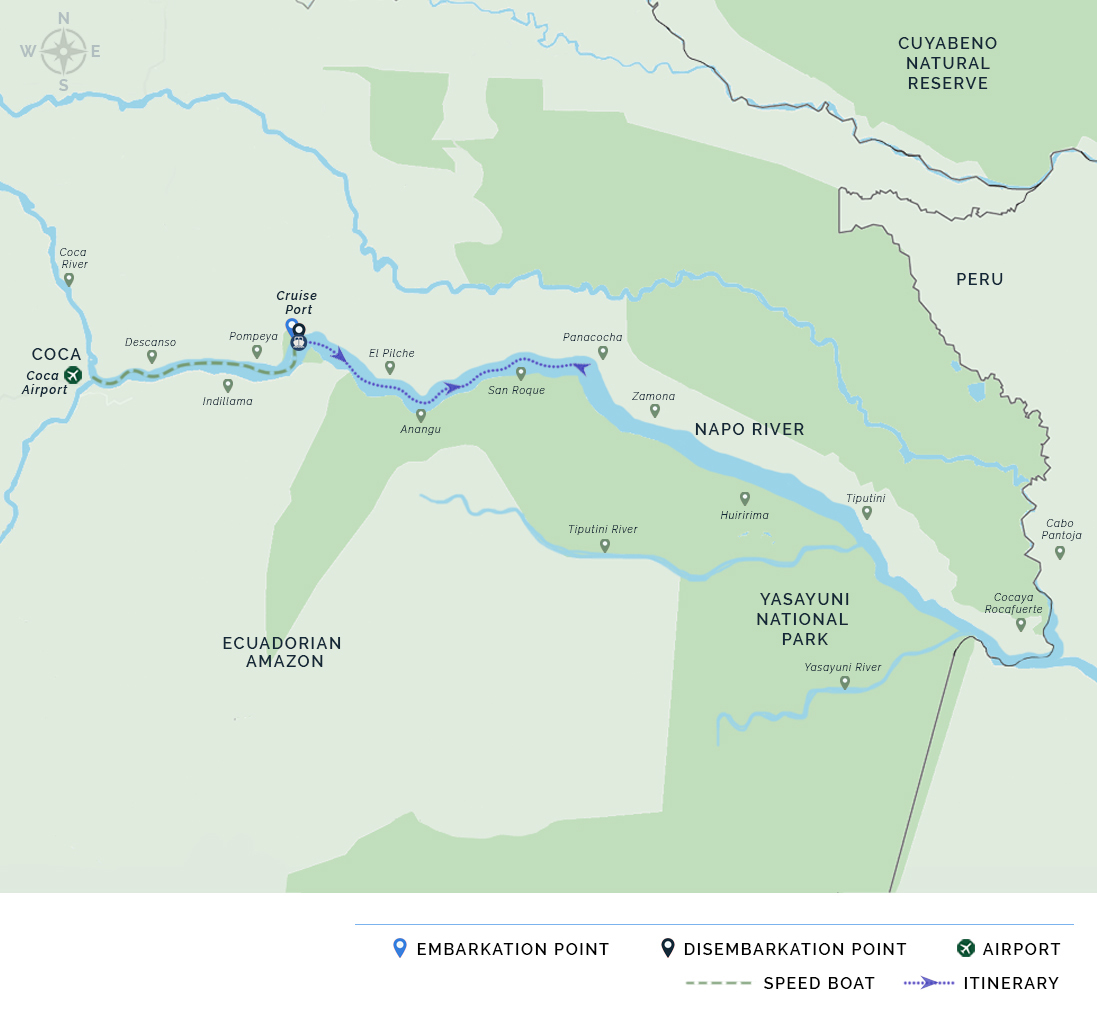 N
W E
S
CUYABENO
NATURAL
RESERVE
Coca
River
PERU
Cruise
Port
Descanso
Pompeya
COCA
Coca
Airport
El Pilche
Panacocha
Indillama
San Roque
Zamona
Anangu
NAPO RIVER
Tiputini
Huiririma
Tiputini River
Cabo
Pantoja
YASAYUNI
NATIONAL
PARK
Cocaya
Rocafuerte
ECUADORIAN
AMAZON
Yasayuni River
EMBARKATION POINT
DISEMBARKATION POINT
AIRPORT
SPEED BOAT
ITINERARY